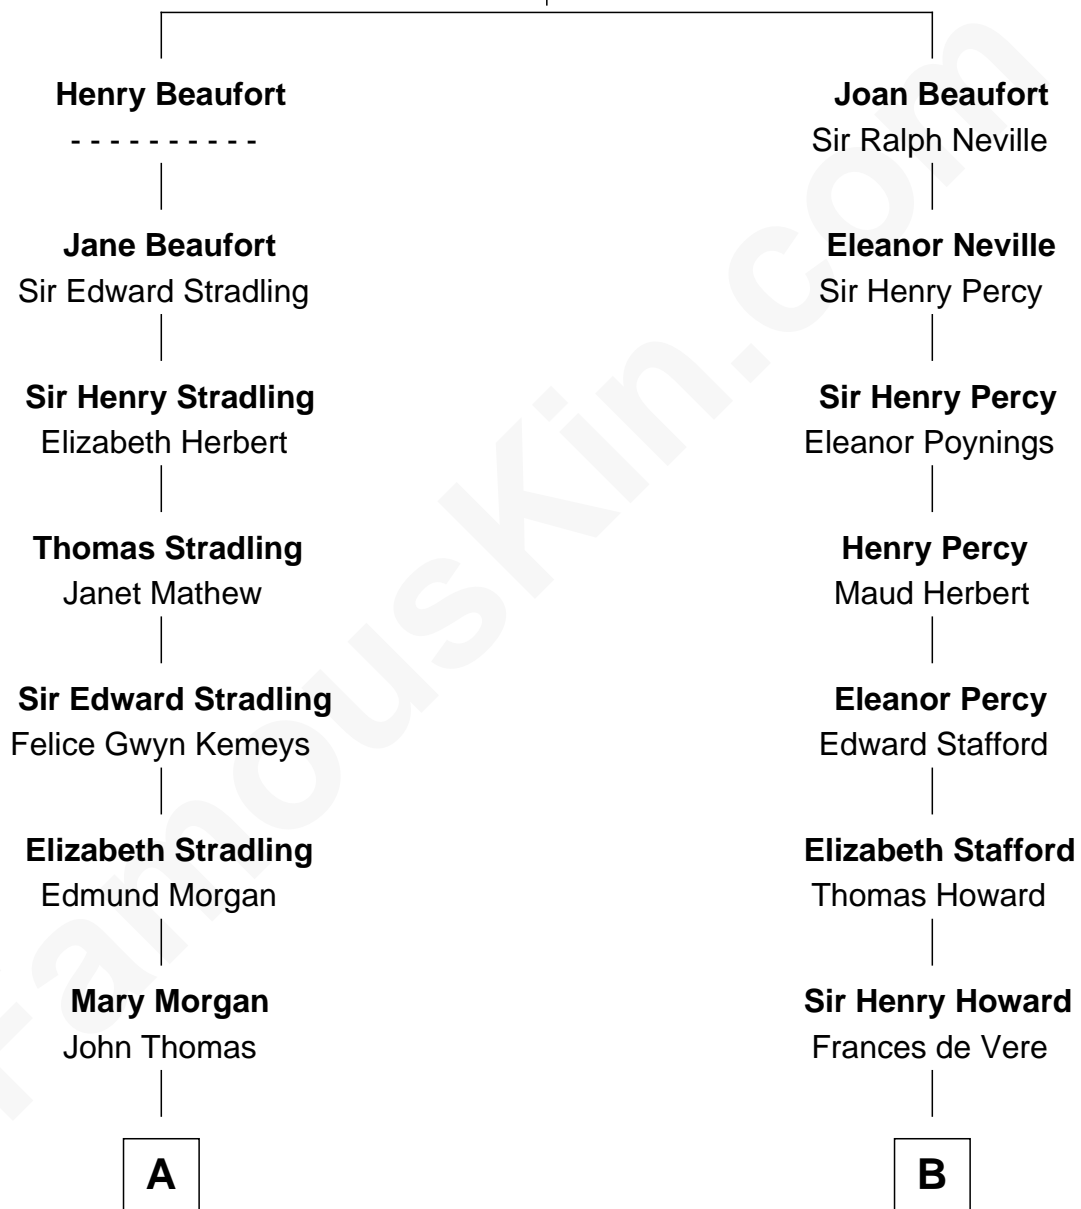 Henry Beaufort
- - - - - - - - - -
Jane Beaufort
Sir Edward Stradling
Sir Henry Stradling
Elizabeth Herbert
Thomas Stradling
Janet Mathew
Sir Edward Stradling
Felice Gwyn Kemeys
Elizabeth Stradling
Edmund Morgan
Mary Morgan
John Thomas
A
Joan Beaufort
Sir Ralph Neville
Eleanor Neville
Sir Henry Percy
Sir Henry Percy
Eleanor Poynings
Henry Percy
Maud Herbert
Eleanor Percy
Edward Stafford
Elizabeth Stafford
Thomas Howard
Sir Henry Howard
Frances de Vere
B
FamousKin.com